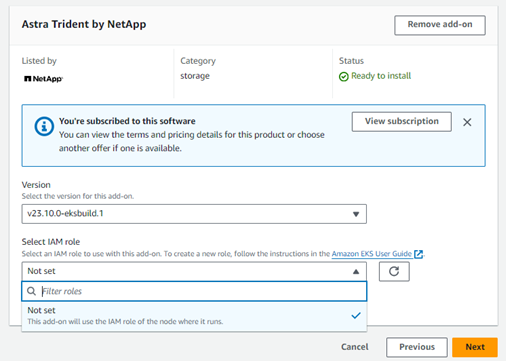 Astra Trident by NetApp
Remove add-on
Listed by
NetApp
Category
storage
Status
Ready to install
You're subscribed to this software
You can view the terms and pricing details for this product or choose
another offer if one is available.
View subscription
Version
Select the version for this add-on.
v23.10.0-eksbuild.1
Select IAM role
Select an IAM role to use with this add-on. To create a new role, follow the instructions in the Amazon EKS User Guide.
Not set
Filter roles
Not set
This add-on will use the IAM role of the node where it runs.
Cancel
Previous
Next